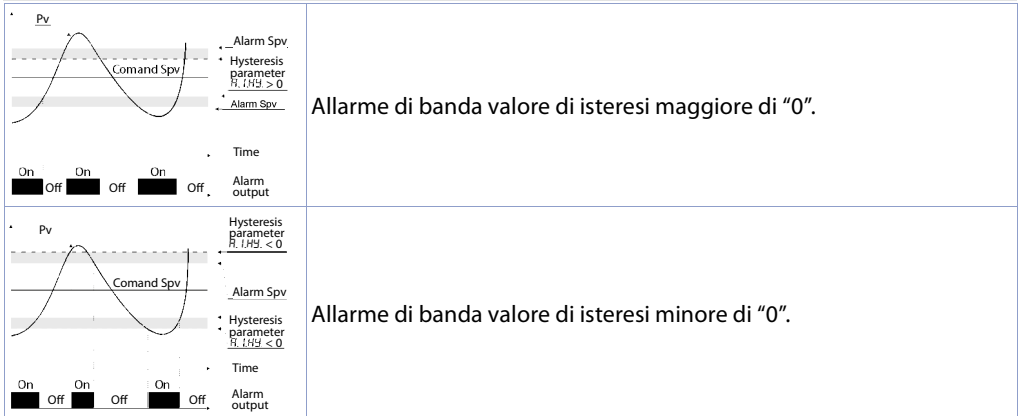 Pv
Alarm Spv
Hysteresis
parameter
A.1.HY. > 0
Comand Spv
Alarm Spv
Time
On On On
Off Off Off
Alarm
output
Allarme di banda valore di isteresi maggiore di “0”.
Pv
Hysteresis
parameter
A.1.HY. < 0
Comand Spv
Alarm Spv
Hysteresis
parameter
A.1.HY. < 0
Time
On On On
Off Off Off
Alarm
output
Allarme di banda valore di isteresi minore di “0”.